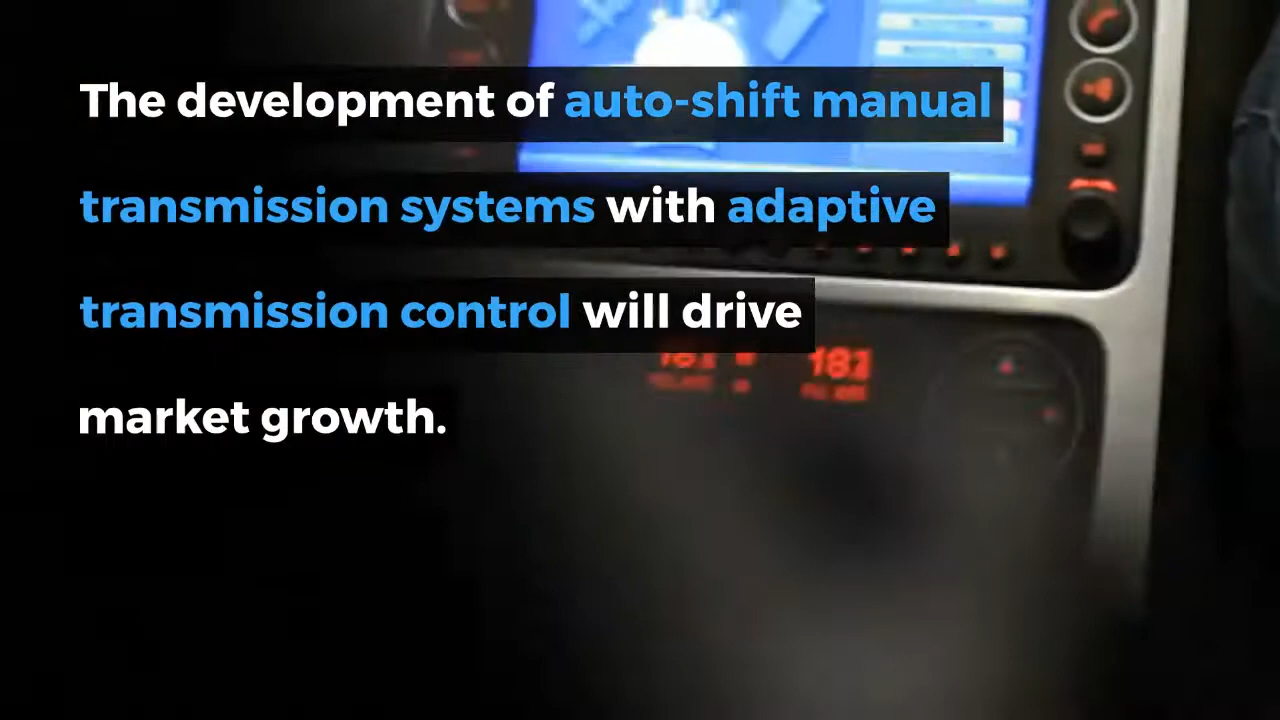 The development of auto-shift manual
transmission systems with adaptive
transmission control will drive
market growth.